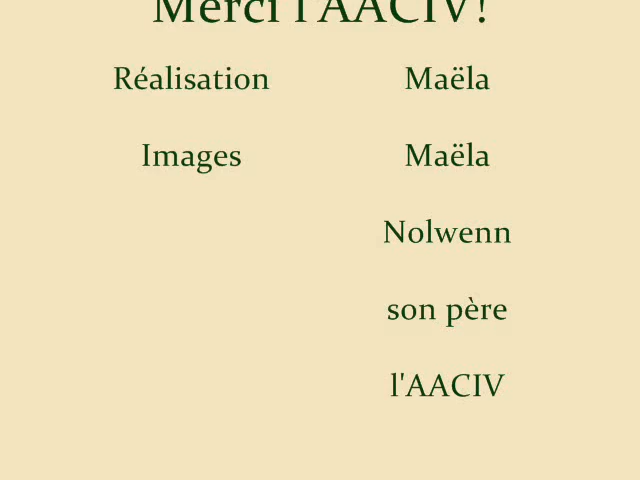 Merci l'AACIV!
Réalisation Maëla
Images Maëla
Nolwenn
son père
l'AACIV